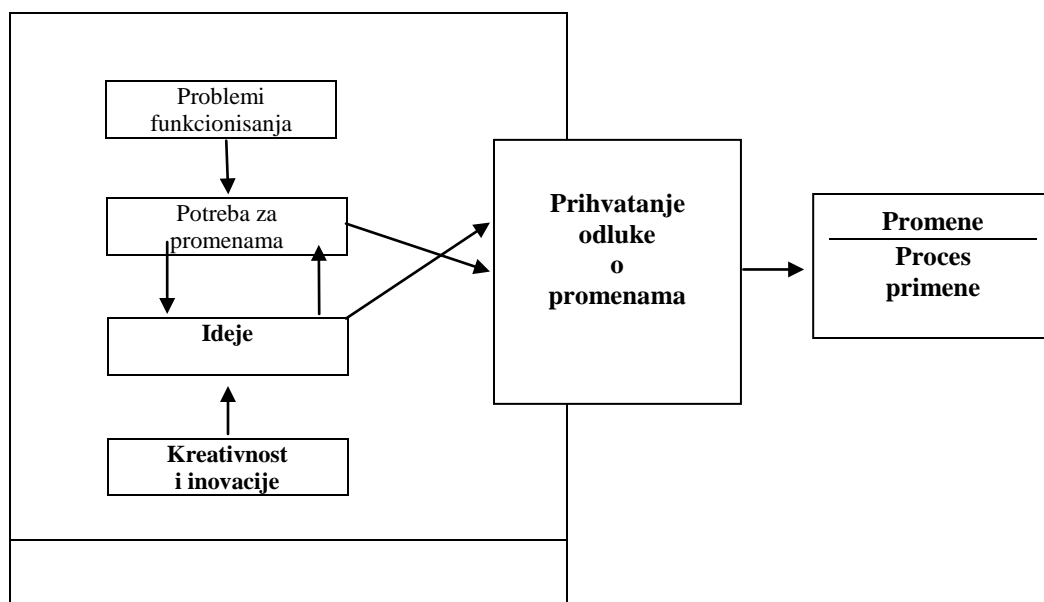 Problemi
funkcionisanja
Potreba za
promenama
Ideje
Kreativnost
i inovacije
Prihvatanje
odluke
o
promenama
Promene
Proces
primene